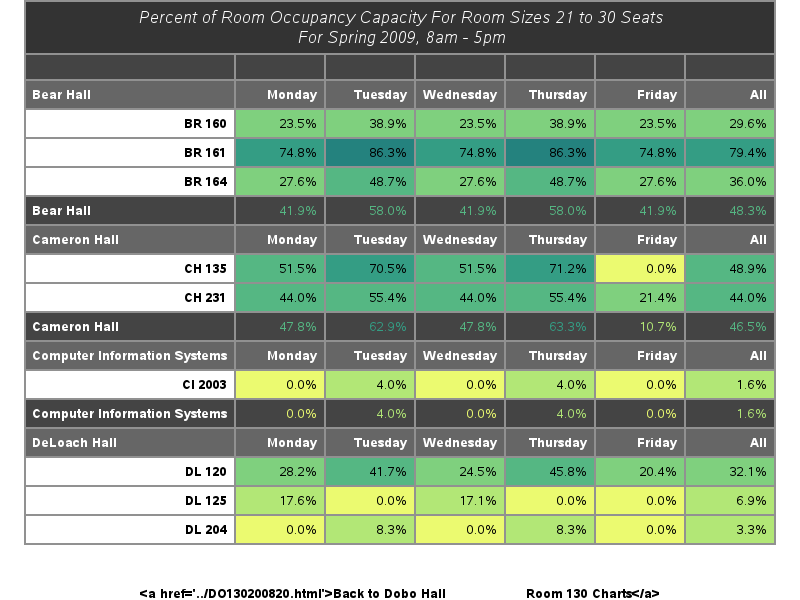 Percent of Room Occupancy Capacity For Room Sizes 21 to 30 Seats
For Spring 2009, 8am - 5pm
Bear Hall Monday Tuesday Wednesday Thursday Friday All
BR 160 23.5% 38.9% 23.5% 38.9% 23.5% 29.6%
BR 161 74.8% 86.3% 74.8% 86.3% 74.8% 79.4%
BR 164 27.6% 48.7% 27.6% 48.7% 27.6% 36.0%
Bear Hall 41.9% 58.0% 41.9% 58.0% 41.9% 48.3%
Cameron Hall Monday Tuesday Wednesday Thursday Friday All
CH 135 51.5% 70.5% 51.5% 71.2% 0.0% 48.9%
CH 231 44.0% 55.4% 44.0% 55.4% 21.4% 44.0%
Cameron Hall 47.8% 62.9% 47.8% 63.3% 10.7% 46.5%
Computer Information Systems Monday Tuesday Wednesday Thursday Friday All
CI 2003 0.0% 4.0% 0.0% 4.0% 0.0% 1.6%
Computer Information Systems 0.0% 4.0% 0.0% 4.0% 0.0% 1.6%
DeLoach Hall Monday Tuesday Wednesday Thursday Friday All
DL 120 28.2% 41.7% 24.5% 45.8% 20.4% 32.1%
DL 125 17.6% 0.0% 17.1% 0.0% 0.0% 6.9%
DL 204 0.0% 8.3% 0.0% 8.3% 0.0% 3.3%
<a href='../DO130200820.html'>Back to Dobo Hall Room 130 Charts</a>